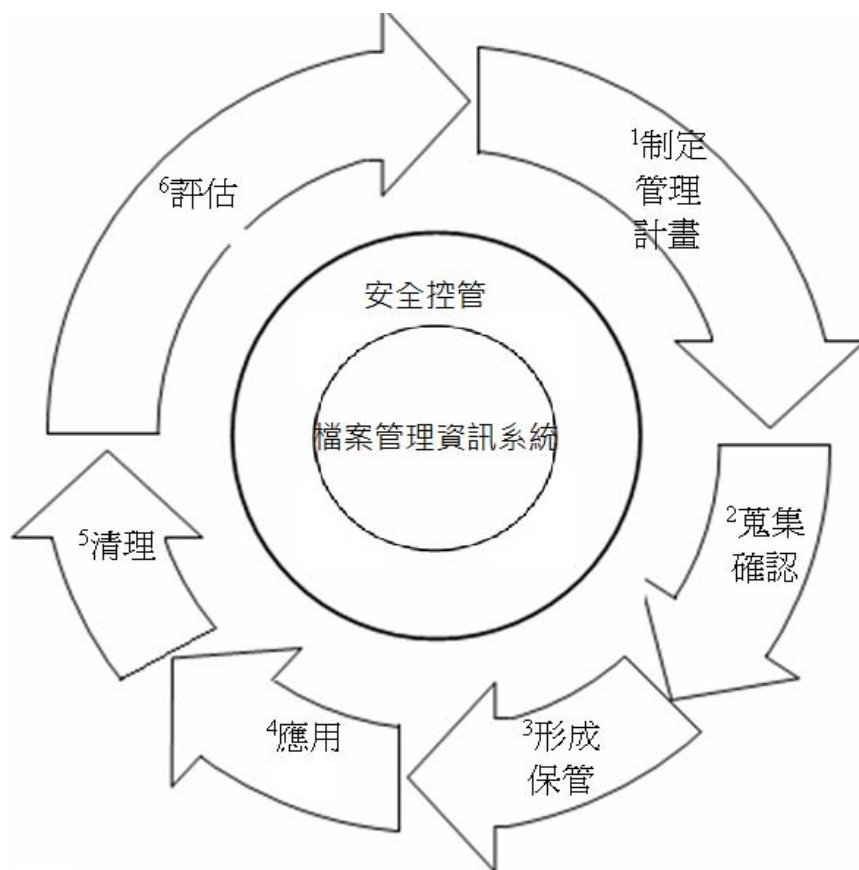 ¹制定
管理
計畫
²蒐集
確認
³形成
保管
⁴應用
⁵清理
⁶評估
安全控管
檔案管理資訊系統